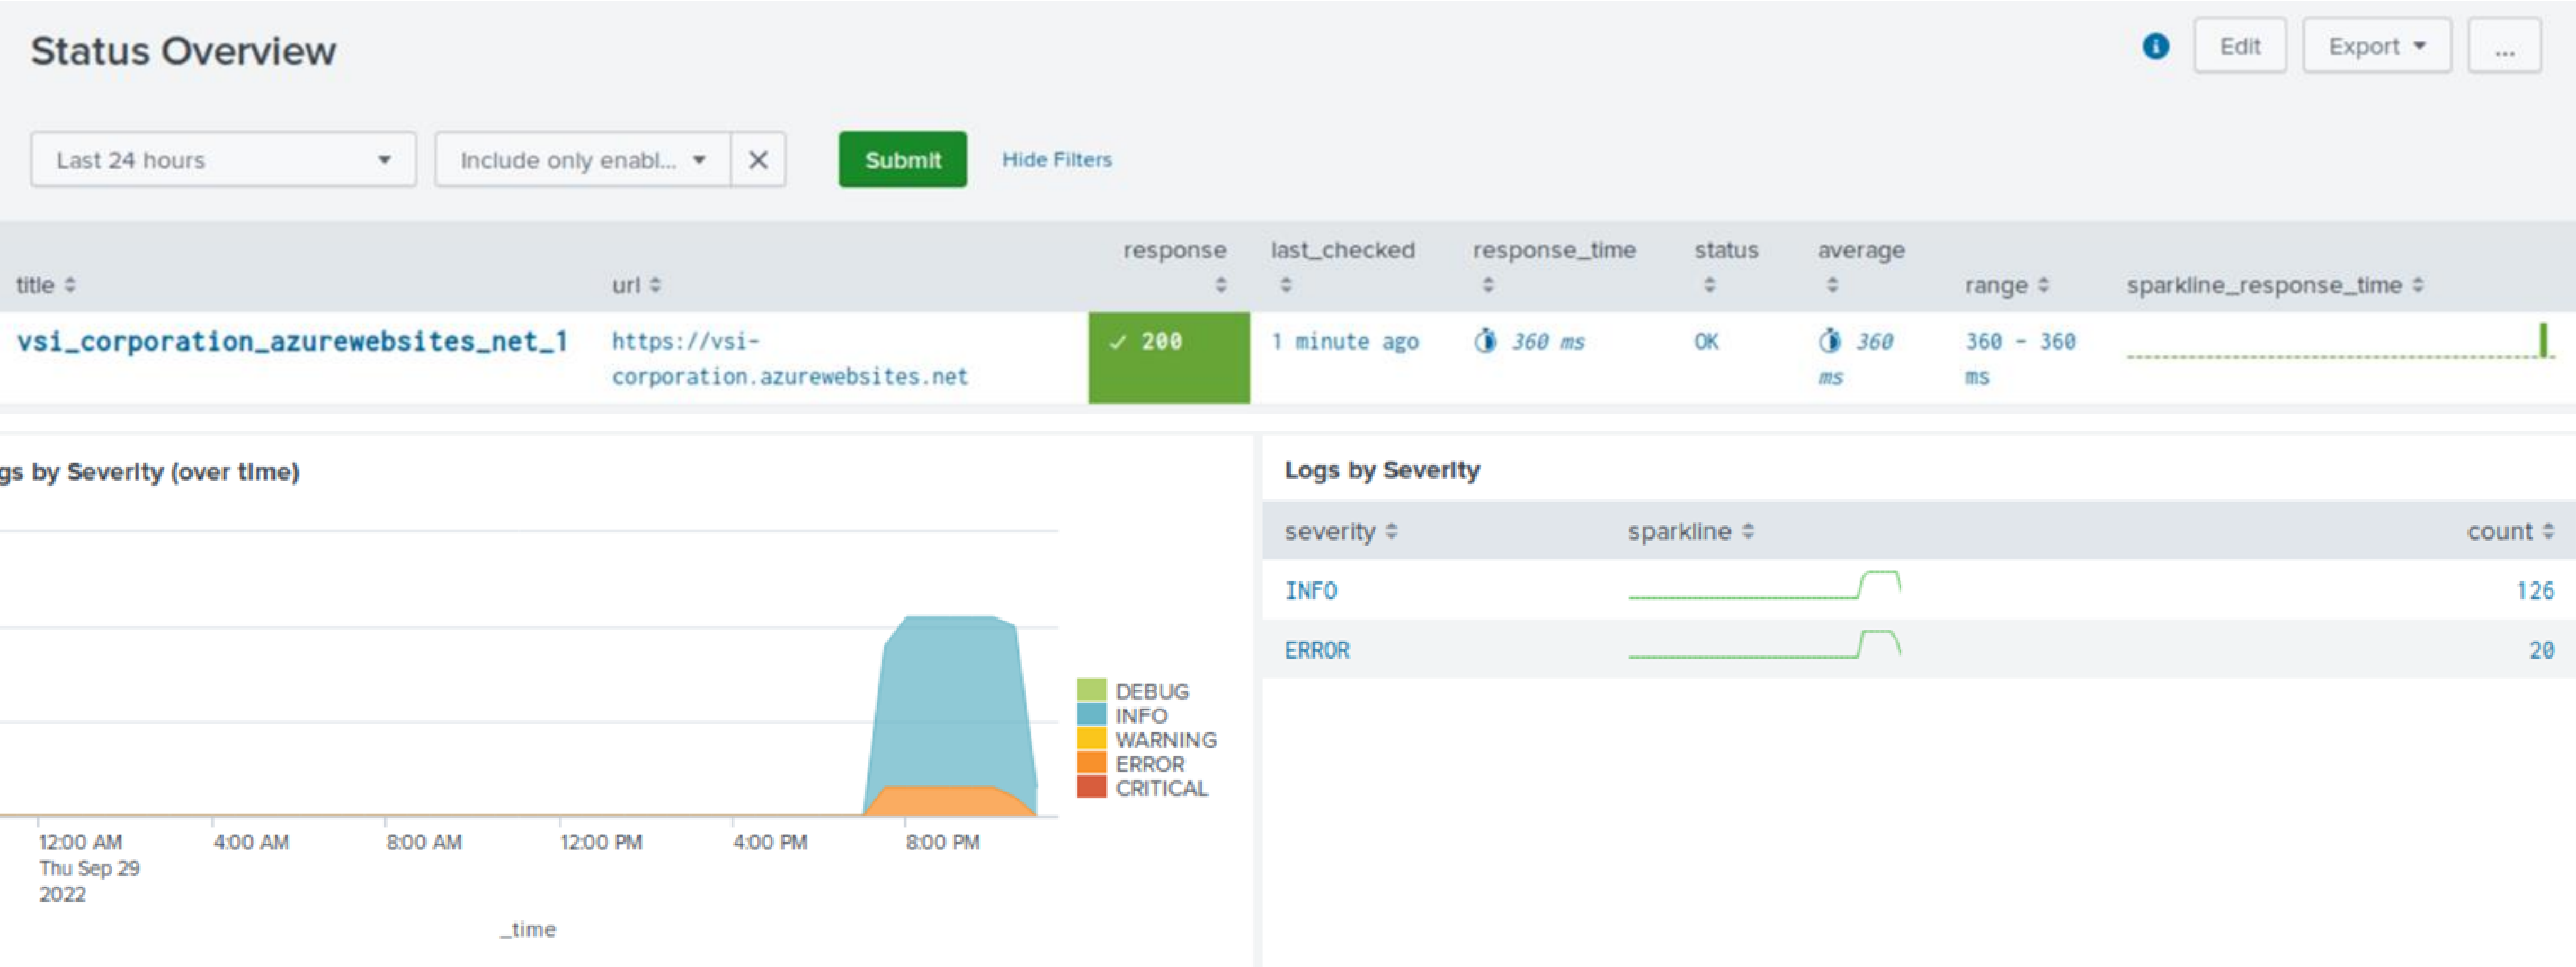 Status Overview
Edit
Export
...
Last 24 hours
Include only enabl...
Submit
Hide Filters
title
url
response
last_checked
response_time
status
average
range
sparkline_response_time
vsi_corporation_azurewebsites_net_1
https://vsi-
corporation.azurewebsites.net
200
1 minute ago
360 ms
OK
360
ms
360 - 360
ms
gs by Severity (over time)
DEBUG
INFO
WARNING
ERROR
CRITICAL
12:00 AM
Thu Sep 29
2022
4:00 AM
8:00 AM
12:00 PM
4:00 PM
8:00 PM
_time
Logs by Severity
severity
sparkline
count
INFO
126
ERROR
20